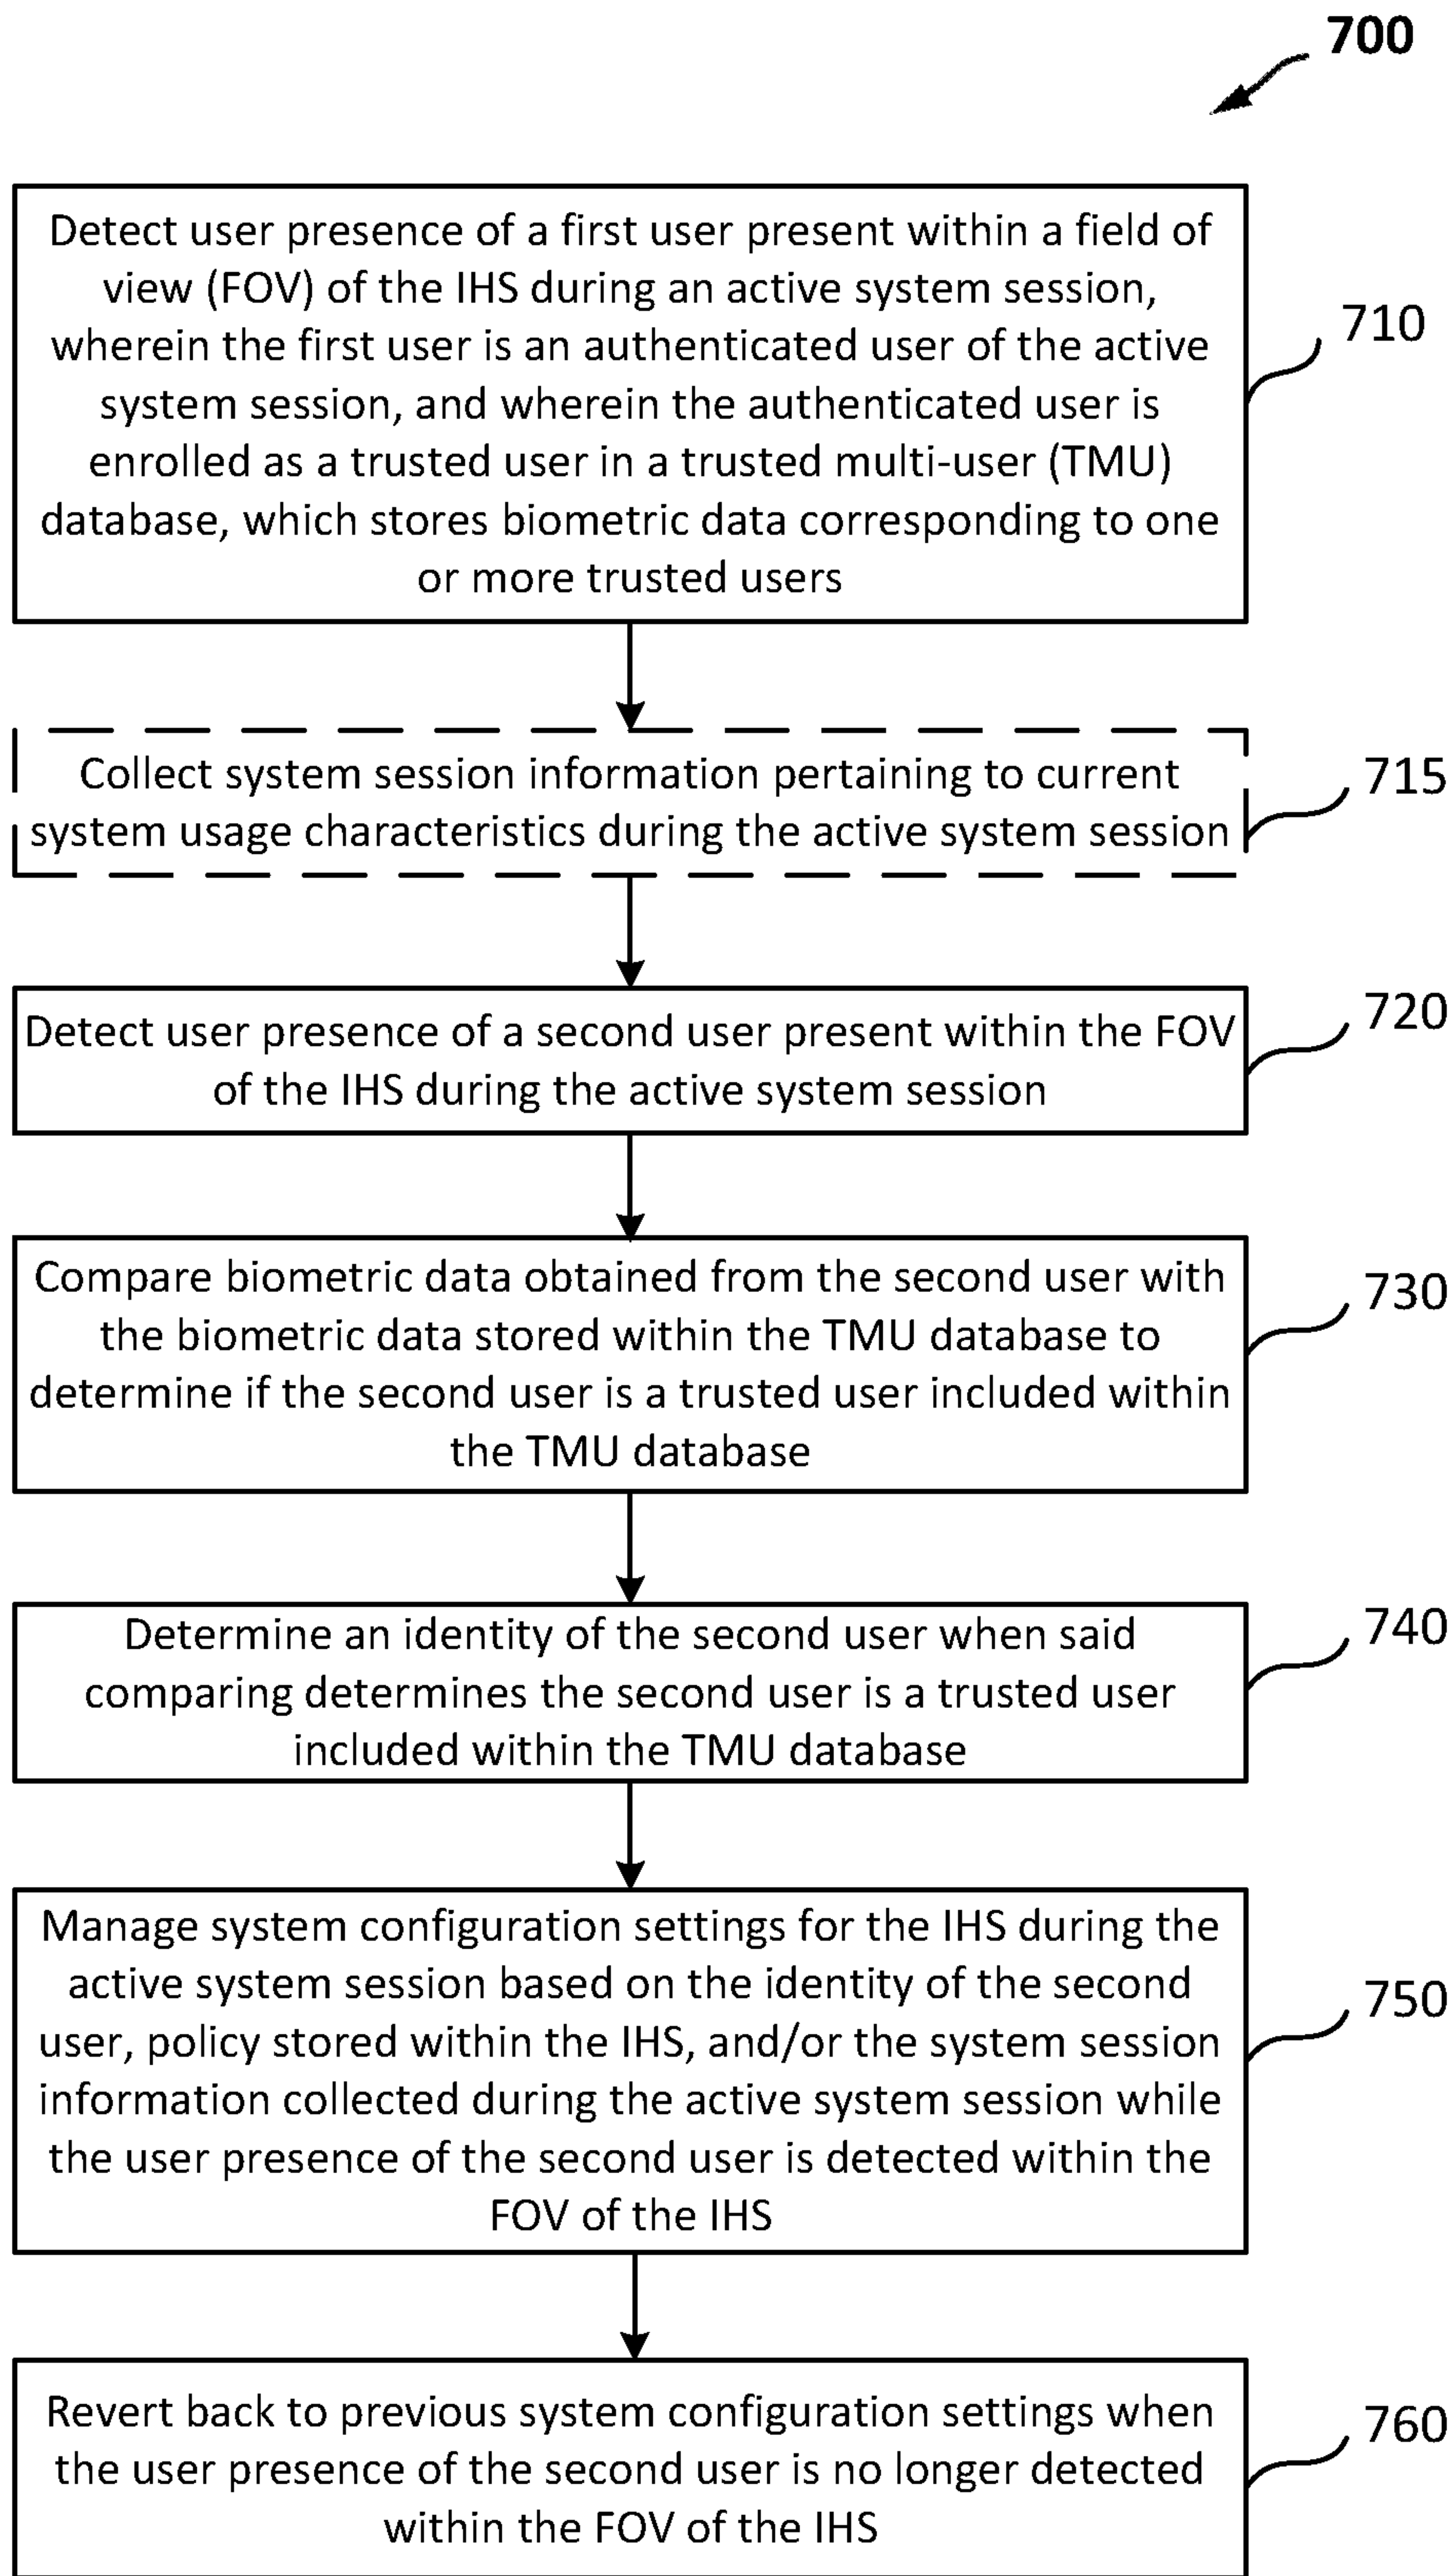 700
Detect user presence of a first user present within a field of
view (FOV) of the IHS during an active system session,
wherein the first user is an authenticated user of the active
system session, and wherein the authenticated user is
enrolled as a trusted user in a trusted multi-user (TMU)
database, which stores biometric data corresponding to one
or more trusted users
710
Collect system session information pertaining to current
system usage characteristics during the active system session
715
Detect user presence of a second user present within the FOV
of the IHS during the active system session
720
Compare biometric data obtained from the second user with
the biometric data stored within the TMU database to
determine if the second user is a trusted user included within
the TMU database
730
Determine an identity of the second user when said
comparing determines the second user is a trusted user
included within the TMU database
740
Manage system configuration settings for the IHS during the
active system session based on the identity of the second
user, policy stored within the IHS, and/or the system session
information collected during the active system session while
the user presence of the second user is detected within the
FOV of the IHS
750
Revert back to previous system configuration settings when
the user presence of the second user is no longer detected
within the FOV of the IHS
760